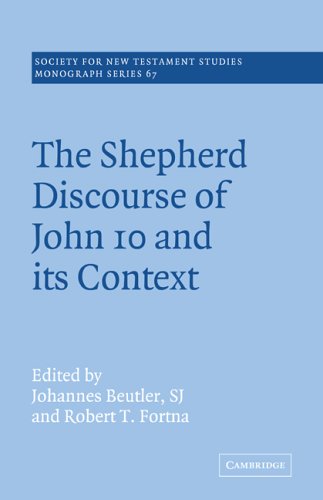 SOCIETY FOR NEW TESTAMENT STUDIES
MONOGRAPH SERIES 67
The Shepherd
Discourse of
John 10 and
its Context
Edited by
Johannes Beutler, SJ
and Robert T. Fortna
CAMBRIDGE